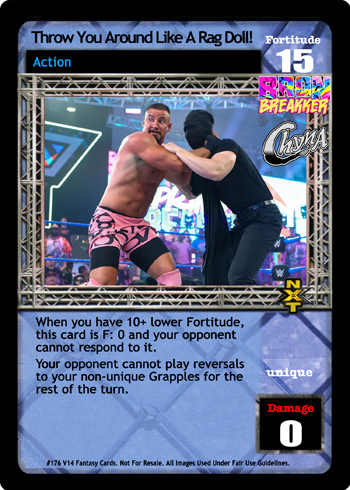 Throw You Around Like A Rag Doll!
Fortitude
15
Action
BRON
BREAKKER
Chyna
NXT
When you have 10+ lower Fortitude,
this card is F: 0 and your opponent
cannot respond to it.
Your opponent cannot play reversals
to your non-unique Grapples for the
rest of the turn.
unique
Damage
0
#176 V14 Fantasy Cards. Not For Resale. All Images Used Under Fair Use Guidelines.